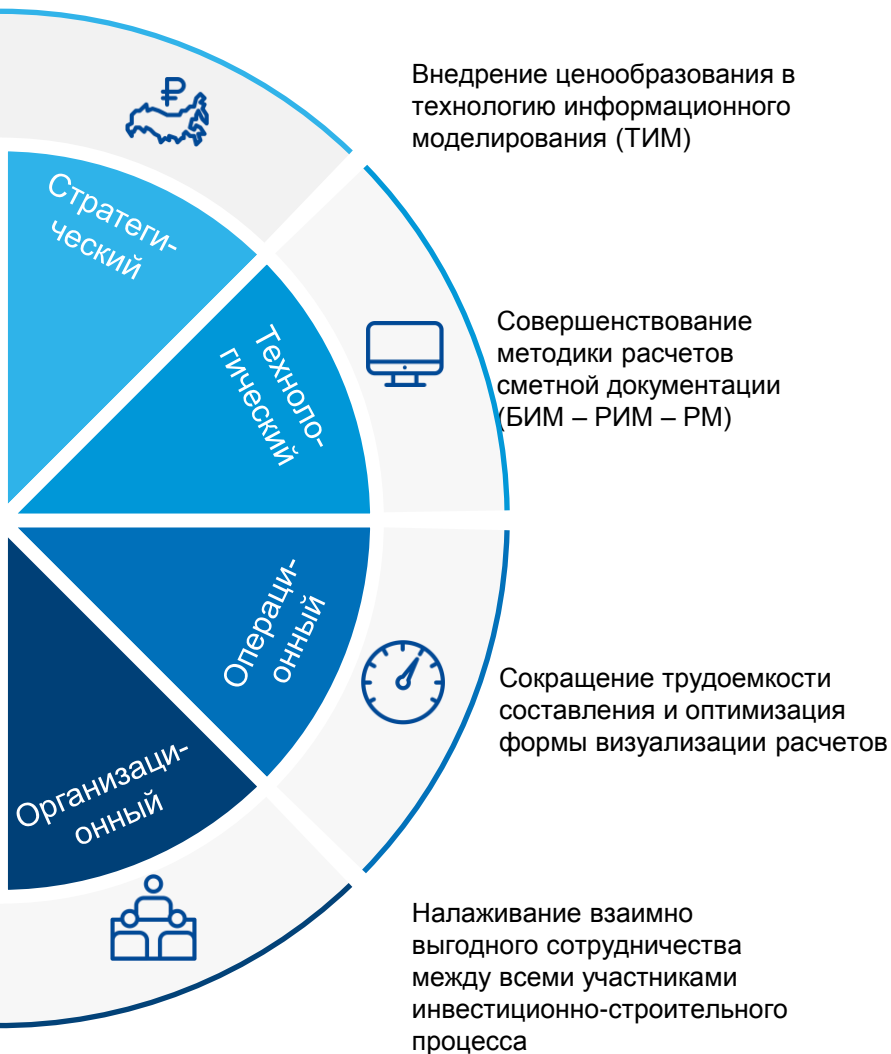 Внедрение ценообразования в
технологию информационного
моделирования (ТИМ)
Стратеги-
ческий
Совершенствование
методики расчетов
сметной документации
(БИМ – РИМ – РМ)
Техноло-
гический
Операци-
онный
Сокращение трудоемкости
составления и оптимизация
формы визуализации расчетов
Организаци-
онный
Налаживание взаимно
выгодного сотрудничества
между всеми участниками
инвестиционно-строительного
процесса